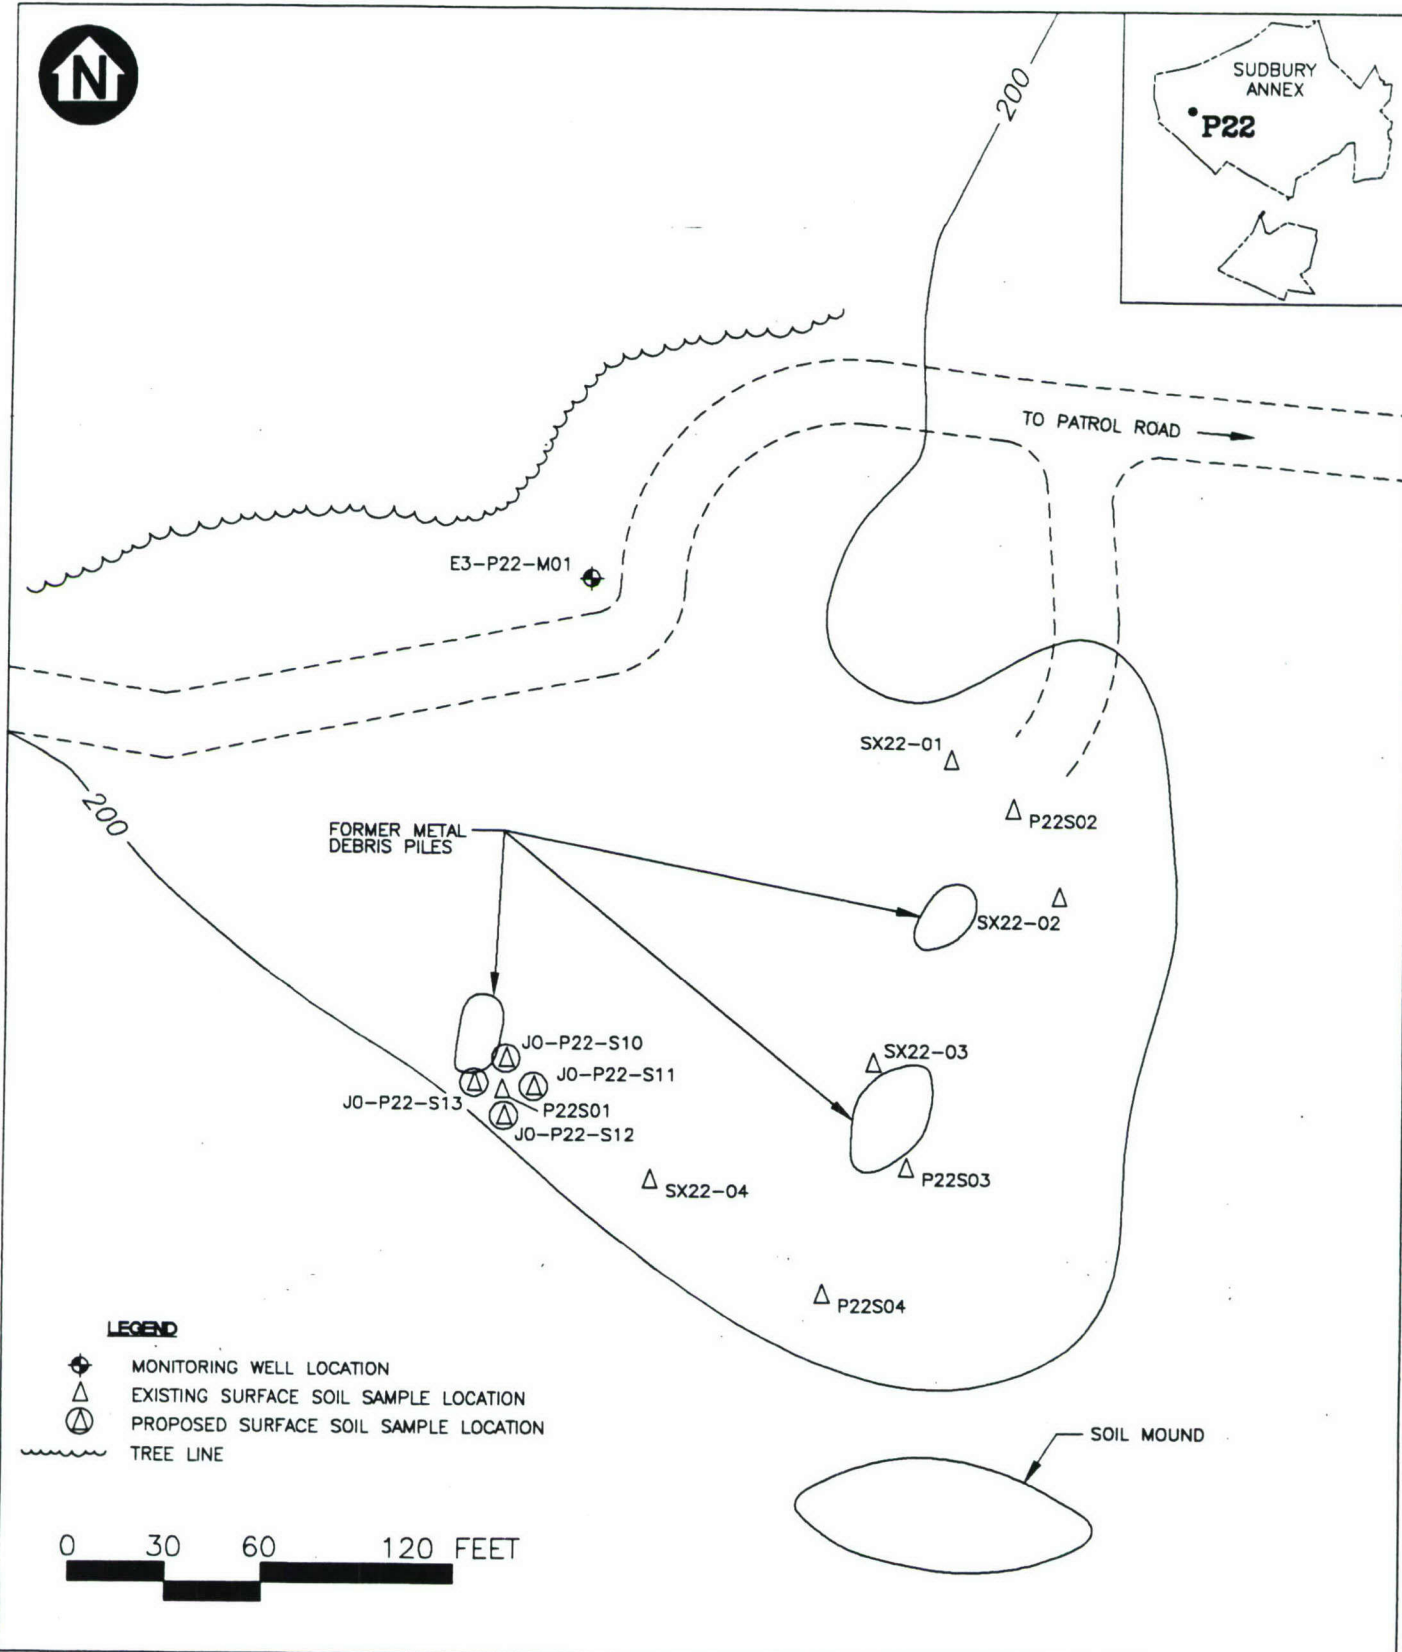 N
200
SUDBURY
ANNEX
P22
TO PATROL ROAD
E3-P22-M01
SX22-01
P22S02
200
FORMER METAL
DEBRIS PILES
SX22-02
J0-P22-S10
SX22-03
J0-P22-S11
J0-P22-S13
P22S01
J0-P22-S12
P22S03
SX22-04
P22S04
LEGEND
MONITORING WELL LOCATION
EXISTING SURFACE SOIL SAMPLE LOCATION
PROPOSED SURFACE SOIL SAMPLE LOCATION
TREE LINE
SOIL MOUND
0 30 60 120 FEET